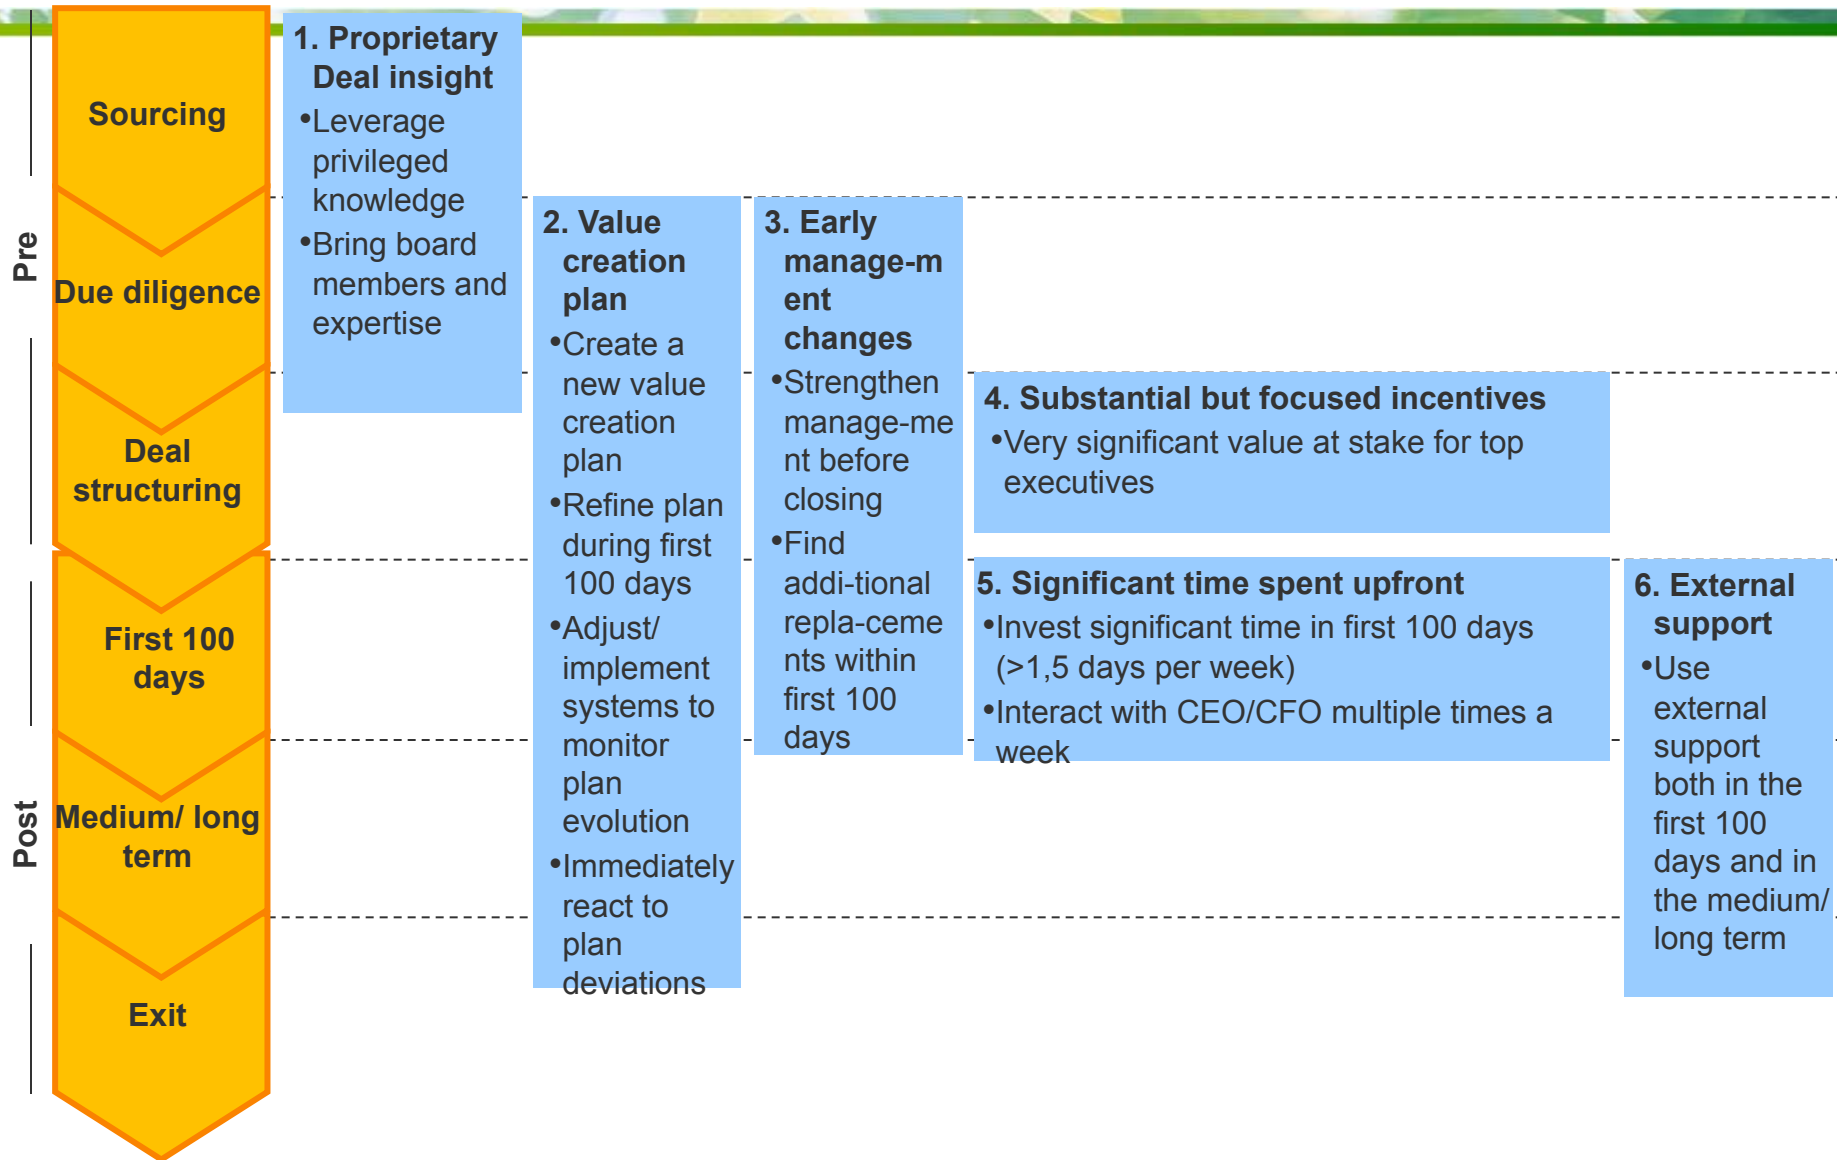 Pre
Post
Sourcing
Due diligence
Deal
structuring
First 100
days
Medium/ long
term
Exit
1. Proprietary
Deal insight
•Leverage
privileged
knowledge
•Bring board
members and
expertise
2. Value
creation
plan
•Create a
new value
creation
plan
•Refine plan
during first
100 days
•Adjust/
implement
systems to
monitor
plan
evolution
•Immediately
react to
plan
deviations
3. Early
manage-m
ent
changes
•Strengthen
manage-me
nt before
closing
•Find
addi-tional
repla-ceme
nts within
first 100
days
4. Substantial but focused incentives
•Very significant value at stake for top
executives
5. Significant time spent upfront
•Invest significant time in first 100 days
(>1,5 days per week)
•Interact with CEO/CFO multiple times a
week
6. External
support
•Use
external
support
both in the
first 100
days and in
the medium/
long term